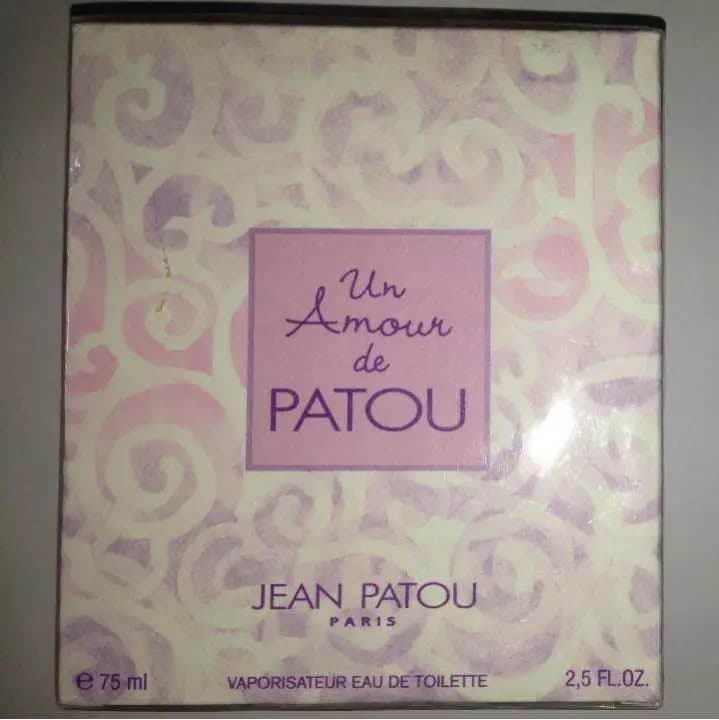 Un
Amour
de
PATOU
JEAN PATOU
PARIS
℮ 75 ml VAPORISATEUR EAU DE TOILETTE 2,5 FL.OZ.